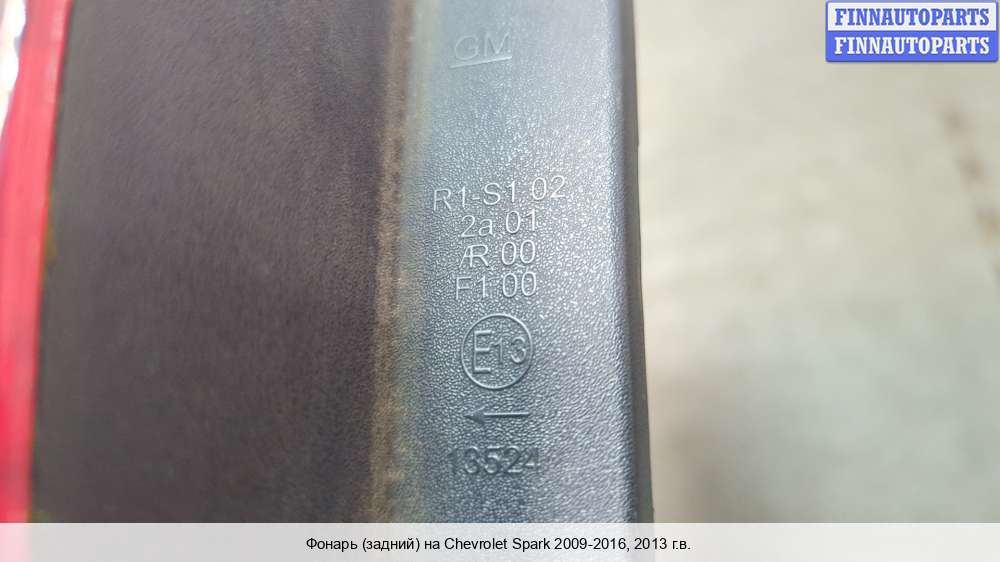 FINNAUTOPARTS
FINNAUTOPARTS
GM
R1-S1 02
2a 01
AR 00
F1 00
E13
←
13524
Фонарь (задний) на Chevrolet Spark 2009-2016, 2013 г.в.